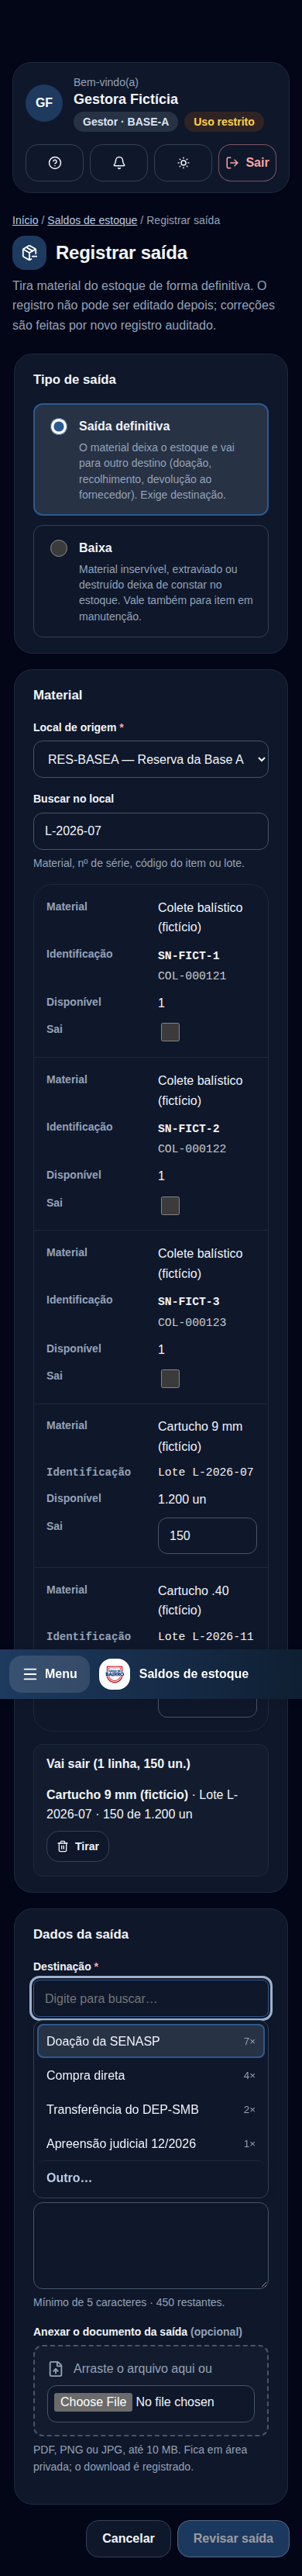 Bem-vindo(a)
GF
Gestora Fictícia
Gestor · BASE-A
Uso restrito
Sair
Início / Saldos de estoque / Registrar saída
Registrar saída
Tira material do estoque de forma definitiva. O
registro não pode ser editado depois; correções
são feitas por novo registro auditado.
Tipo de saída
Saída definitiva
O material deixa o estoque e vai
para outro destino (doação,
recolhimento, devolução ao
fornecedor). Exige destinação.
Baixa
Material inservível, extraviado ou
destruído deixa de constar no
estoque. Vale também para item em
manutenção.
Material
Local de origem *
RES-BASEA — Reserva da Base A
Buscar no local
L-2026-07
Material, nº de série, código do item ou lote.
Material Colete balístico
(fictício)
Identificação SN-FICT-1
COL-000121
Disponível 1
Sai
Material Colete balístico
(fictício)
Identificação SN-FICT-2
COL-000122
Disponível 1
Sai
Material Colete balístico
(fictício)
Identificação SN-FICT-3
COL-000123
Disponível 1
Sai
Material Cartucho 9 mm
(fictício)
Identificação Lote L-2026-07
Disponível 1.200 un
Sai 150
Material Cartucho .40
(fictício)
Identificação Lote L-2026-11
Menu Saldos de estoque
Vai sair (1 linha, 150 un.)
Cartucho 9 mm (fictício) · Lote L-
2026-07 · 150 de 1.200 un
Tirar
Dados da saída
Destinação *
Digite para buscar…
Doação da SENASP 7×
Compra direta 4×
Transferência do DEP-SMB 2×
Apreensão judicial 12/2026 1×
Outro…
Mínimo de 5 caracteres · 450 restantes.
Anexar o documento da saída (opcional)
Arraste o arquivo aqui ou
Choose File No file chosen
PDF, PNG ou JPG, até 10 MB. Fica em área
privada; o download é registrado.
Cancelar
Revisar saída